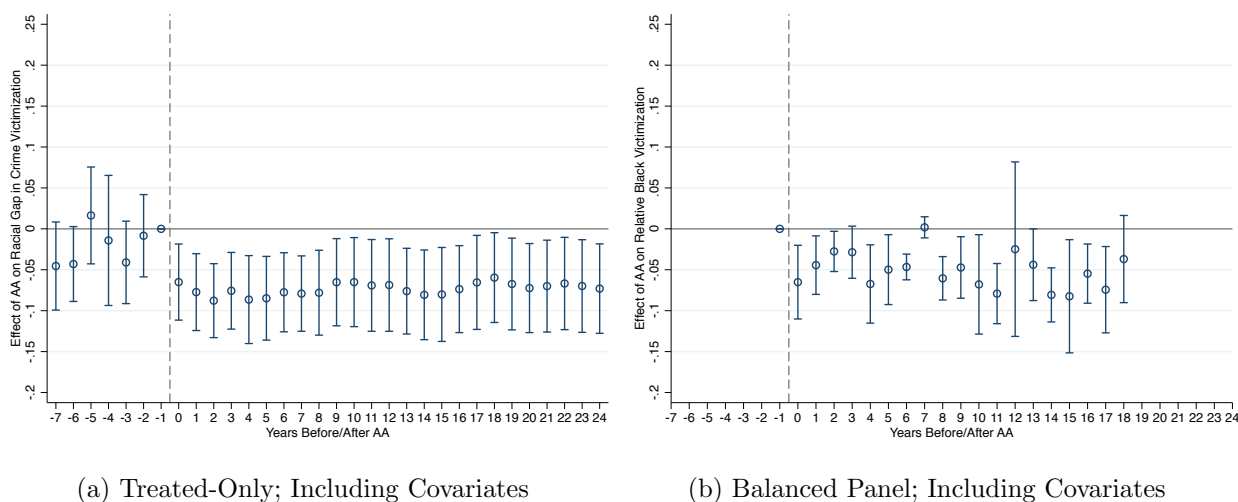 Effect of AA on Racial Gap in Crime Victimization
.25
.2
.15
.1
.05
0
-.05
-.1
-.15
-.2
-7 -6 -5 -4 -3 -2 -1 0 1 2 3 4 5 6 7 8 9 10 11 12 13 14 15 16 17 18 19 20 21 22 23 24
Years Before/After AA
(a) Treated-Only; Including Covariates
Effect of AA on Relative Black Victimization
.25
.2
.15
.1
.05
0
-.05
-.1
-.15
-.2
-7 -6 -5 -4 -3 -2 -1 0 1 2 3 4 5 6 7 8 9 10 11 12 13 14 15 16 17 18 19 20 21 22 23 24
Years Before/After AA
(b) Balanced Panel; Including Covariates